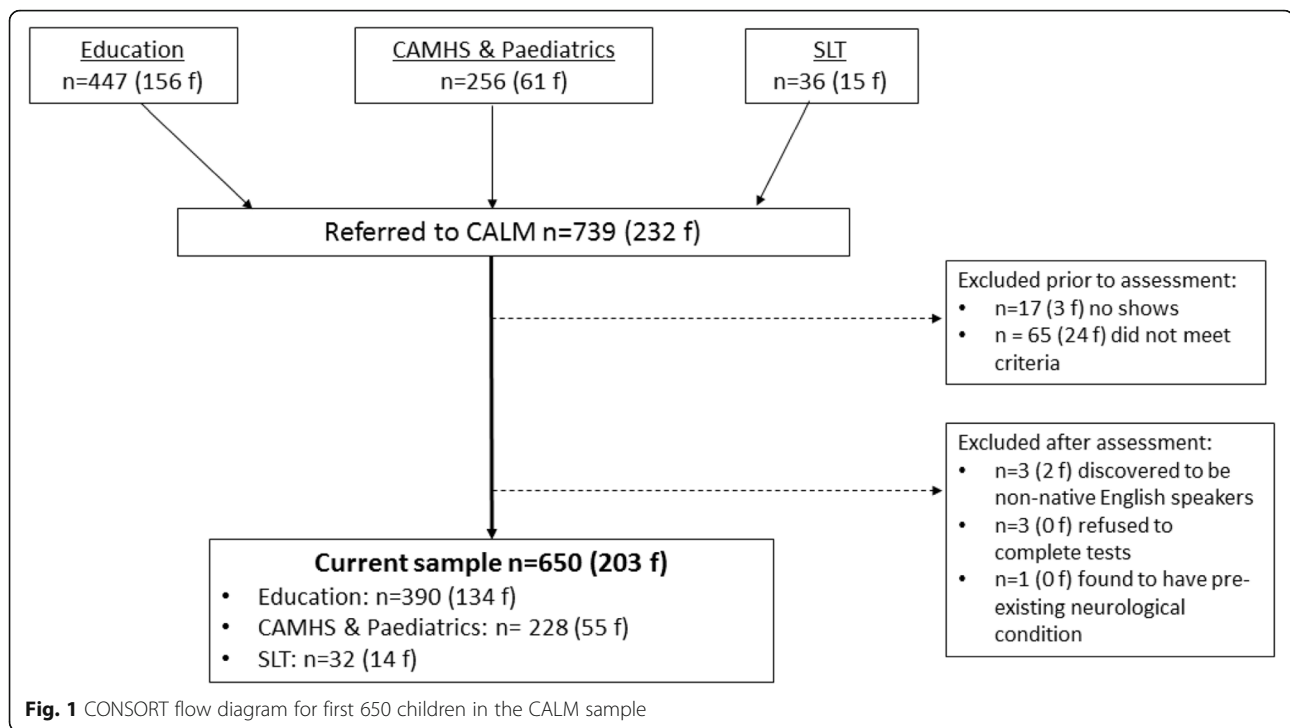 Education
n=447 (156 f)
CAMHS & Paediatrics
n=256 (61 f)
SLT
n=36 (15 f)
Referred to CALM n=739 (232 f)
Excluded prior to assessment:
• n=17 (3 f) no shows
• n = 65 (24 f) did not meet
criteria
Excluded after assessment:
• n=3 (2 f) discovered to be
non-native English speakers
• n=3 (0 f) refused to
complete tests
• n=1 (0 f) found to have pre-
existing neurological
condition
Current sample n=650 (203 f)
• Education: n=390 (134 f)
• CAMHS & Paediatrics: n= 228 (55 f)
• SLT: n=32 (14 f)
Fig. 1 CONSORT flow diagram for first 650 children in the CALM sample